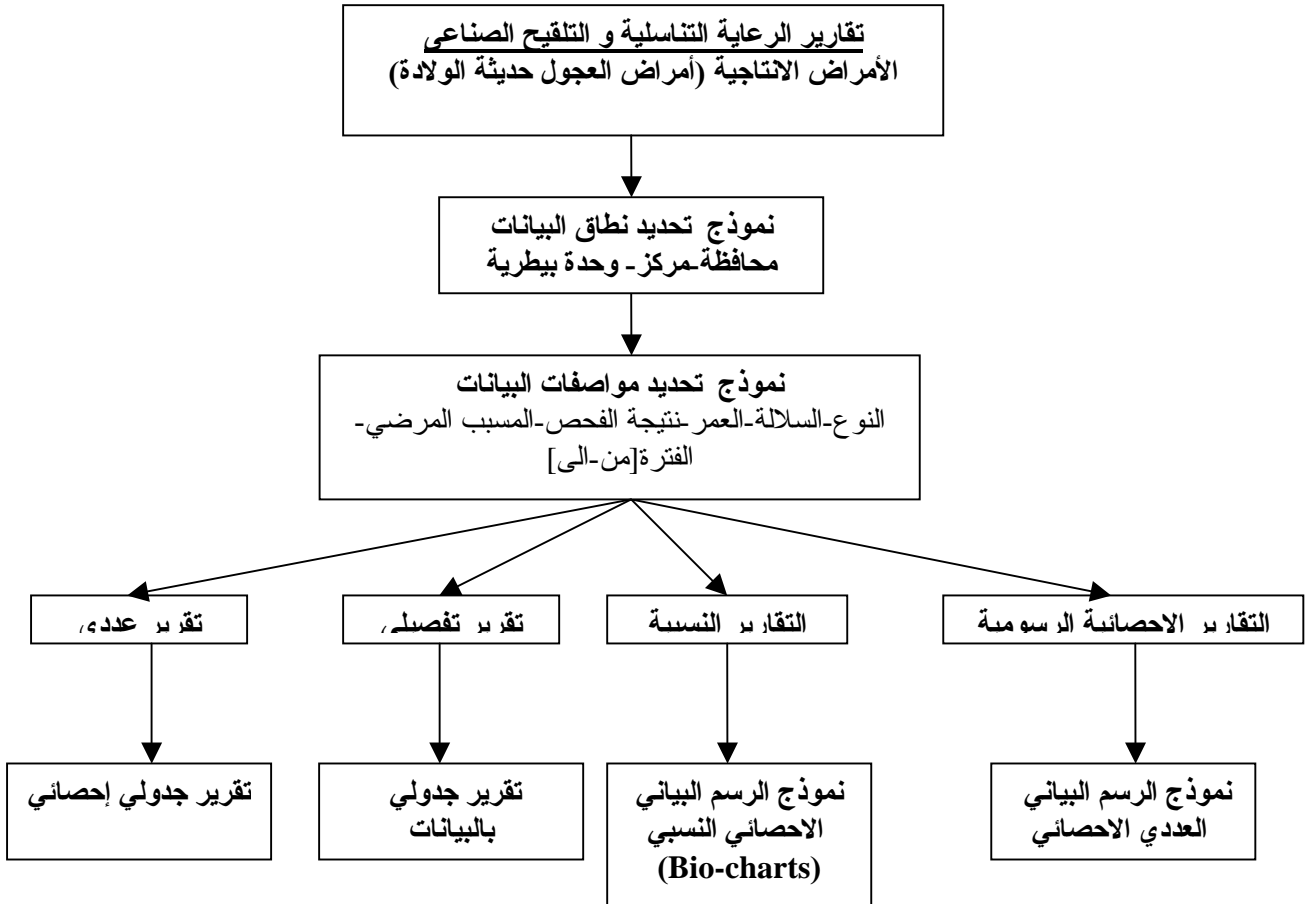 تقارير الرعاية التناسلية و التلقيح الصناعى
الأمراض الانتاجية (أمراض العجول حديثة الولادة)
نموذج تحديد نطاق البيانات
محافظة-مركز- وحدة بيطرية
نموذج تحديد مواصفات البيانات
النوع-السلالة-العمر-نتيجة الفحص-المسبب المرضي-
الفترة[من-الى]
التقارير الاحصائية الرسومية
التقارير النسبية
تقرير تفصيلى
تقرير عددى
نموذج الرسم البياني
العددي الاحصائي
نموذج الرسم البياني
الاحصائي النسبي
(Bio-charts)
تقرير جدولي
بالبيانات
تقرير جدولي إحصائي